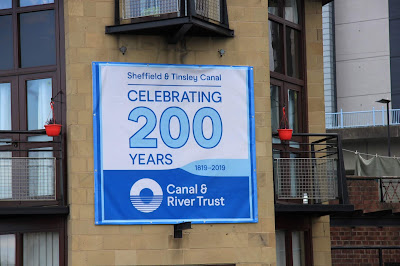 Sheffield & Tinsley Canal
CELEBRATING
200
YEARS
1819-2019
Canal &
River Trust